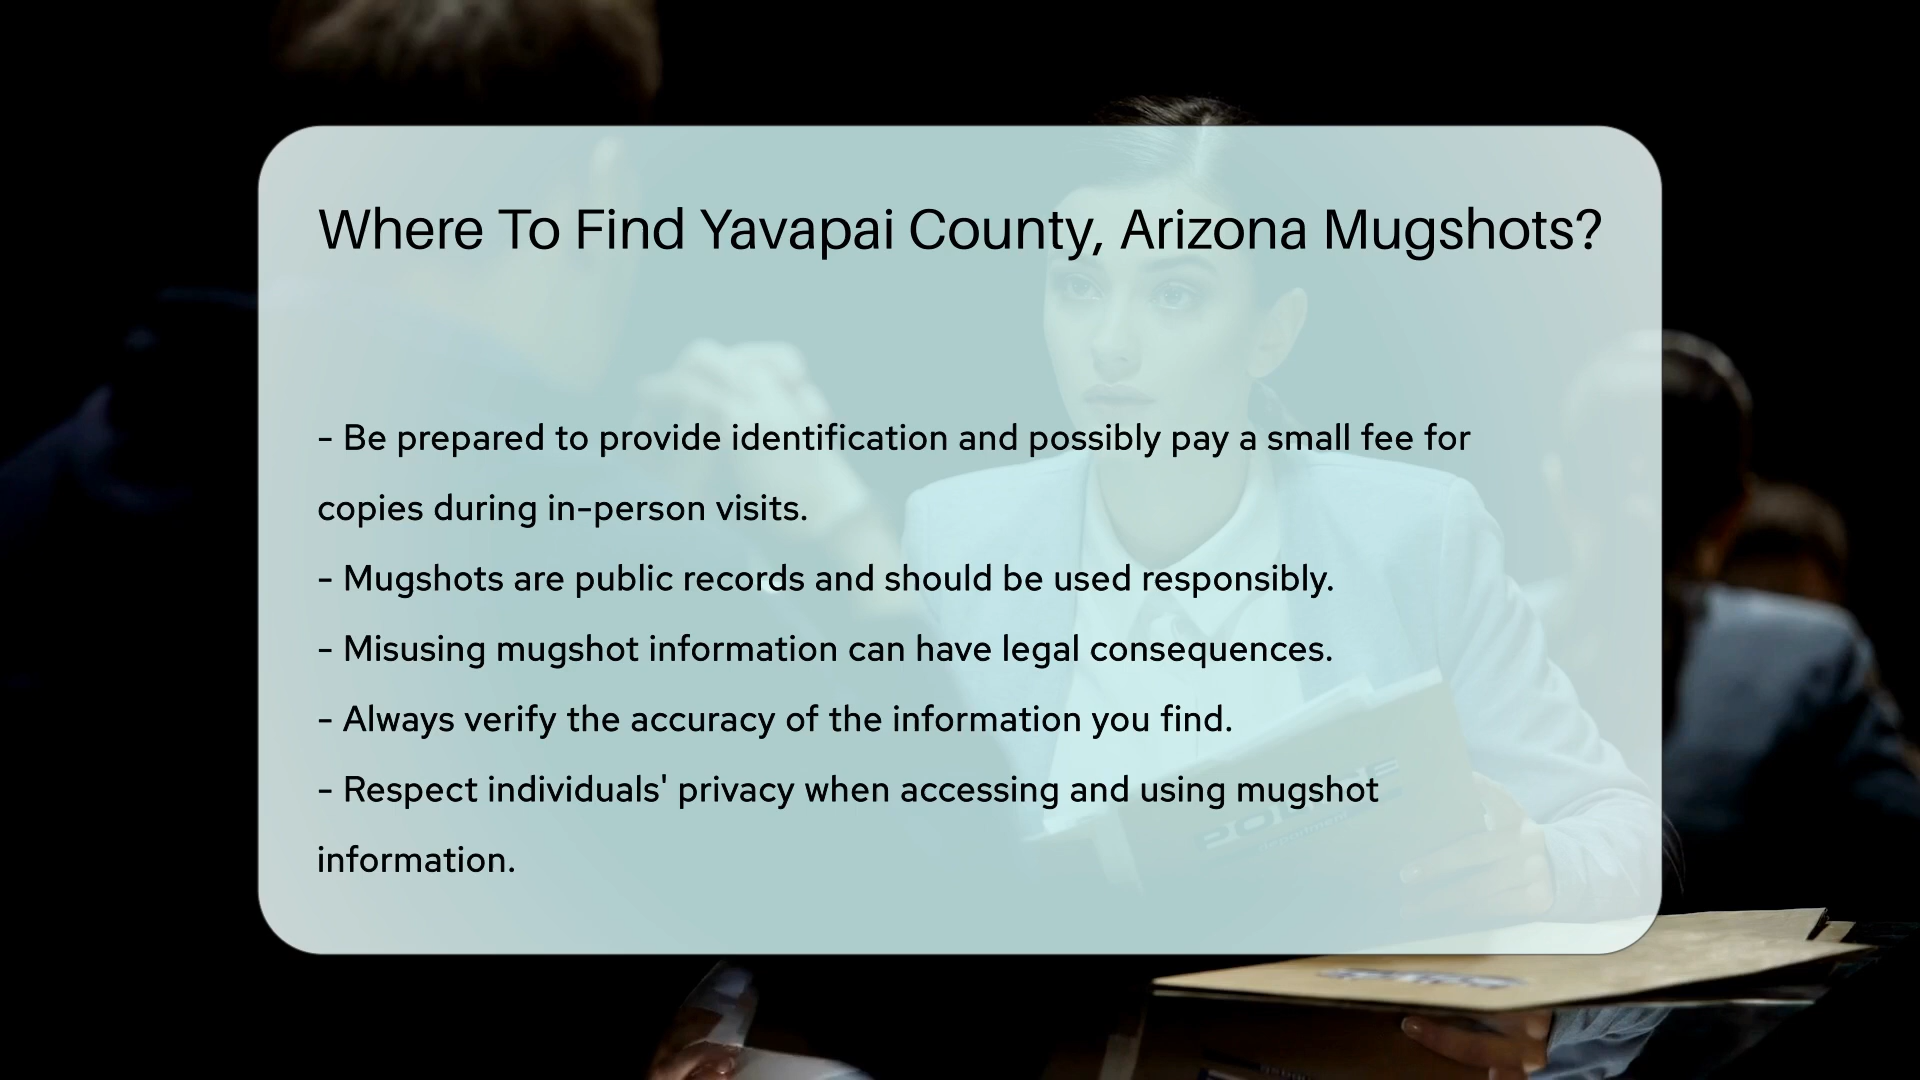 Where To Find Yavapai County, Arizona Mugshots?
- Be prepared to provide identification and possibly pay a small fee for
copies during in-person visits.
- Mugshots are public records and should be used responsibly.
- Misusing mugshot information can have legal consequences.
- Always verify the accuracy of the information you find.
- Respect individuals' privacy when accessing and using mugshot
information.
POLICE